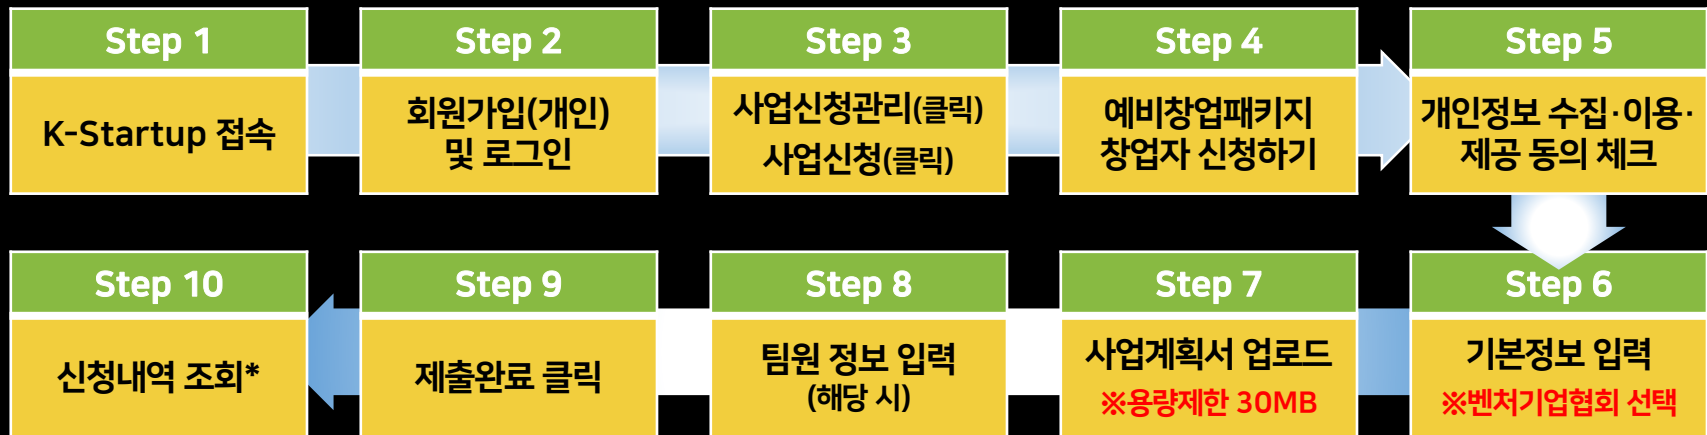 Step 1
K-Startup 접속
Step 2
회원가입(개인)
및 로그인
Step 3
사업신청관리(클릭)
사업신청(클릭)
Step 4
예비창업패키지
창업자 신청하기
Step 5
개인정보 수집·이용·
제공 동의 체크
Step 6
기본정보 입력
※벤처기업협회 선택
Step 7
사업계획서 업로드
※용량제한 30MB
Step 8
팀원 정보 입력
(해당 시)
Step 9
제출완료 클릭
Step 10
신청내역 조회*